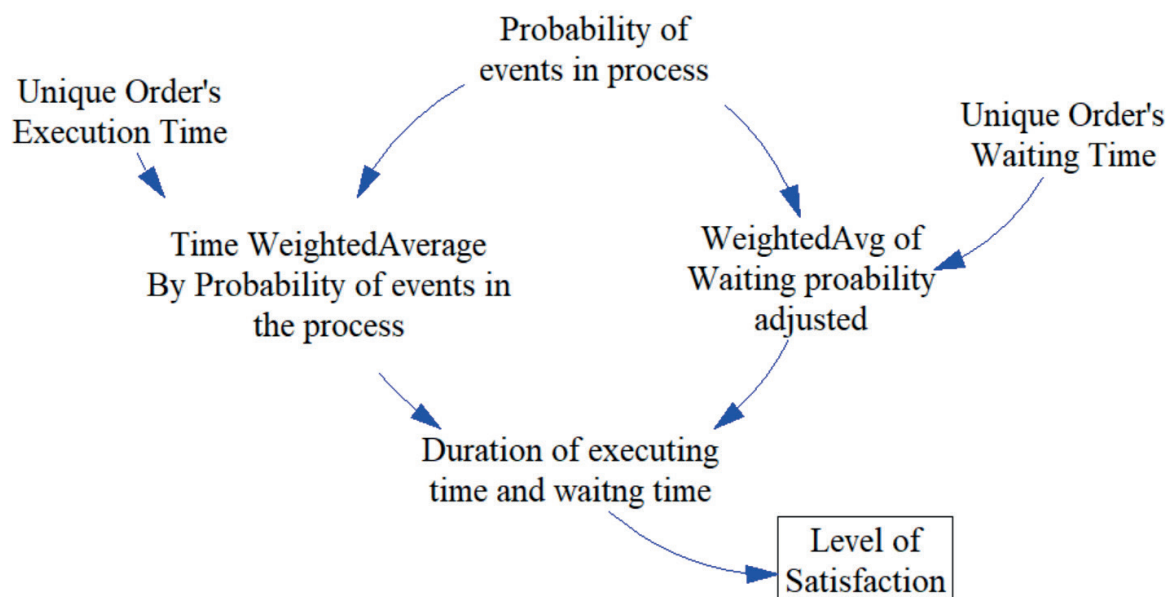 Probability of
events in process
Unique Order's
Execution Time
Unique Order's
Waiting Time
Time WeightedAverage
By Probability of events in
the process
WeightedAvg of
Waiting proability
adjusted
Duration of executing
time and waitng time
Level of
Satisfaction